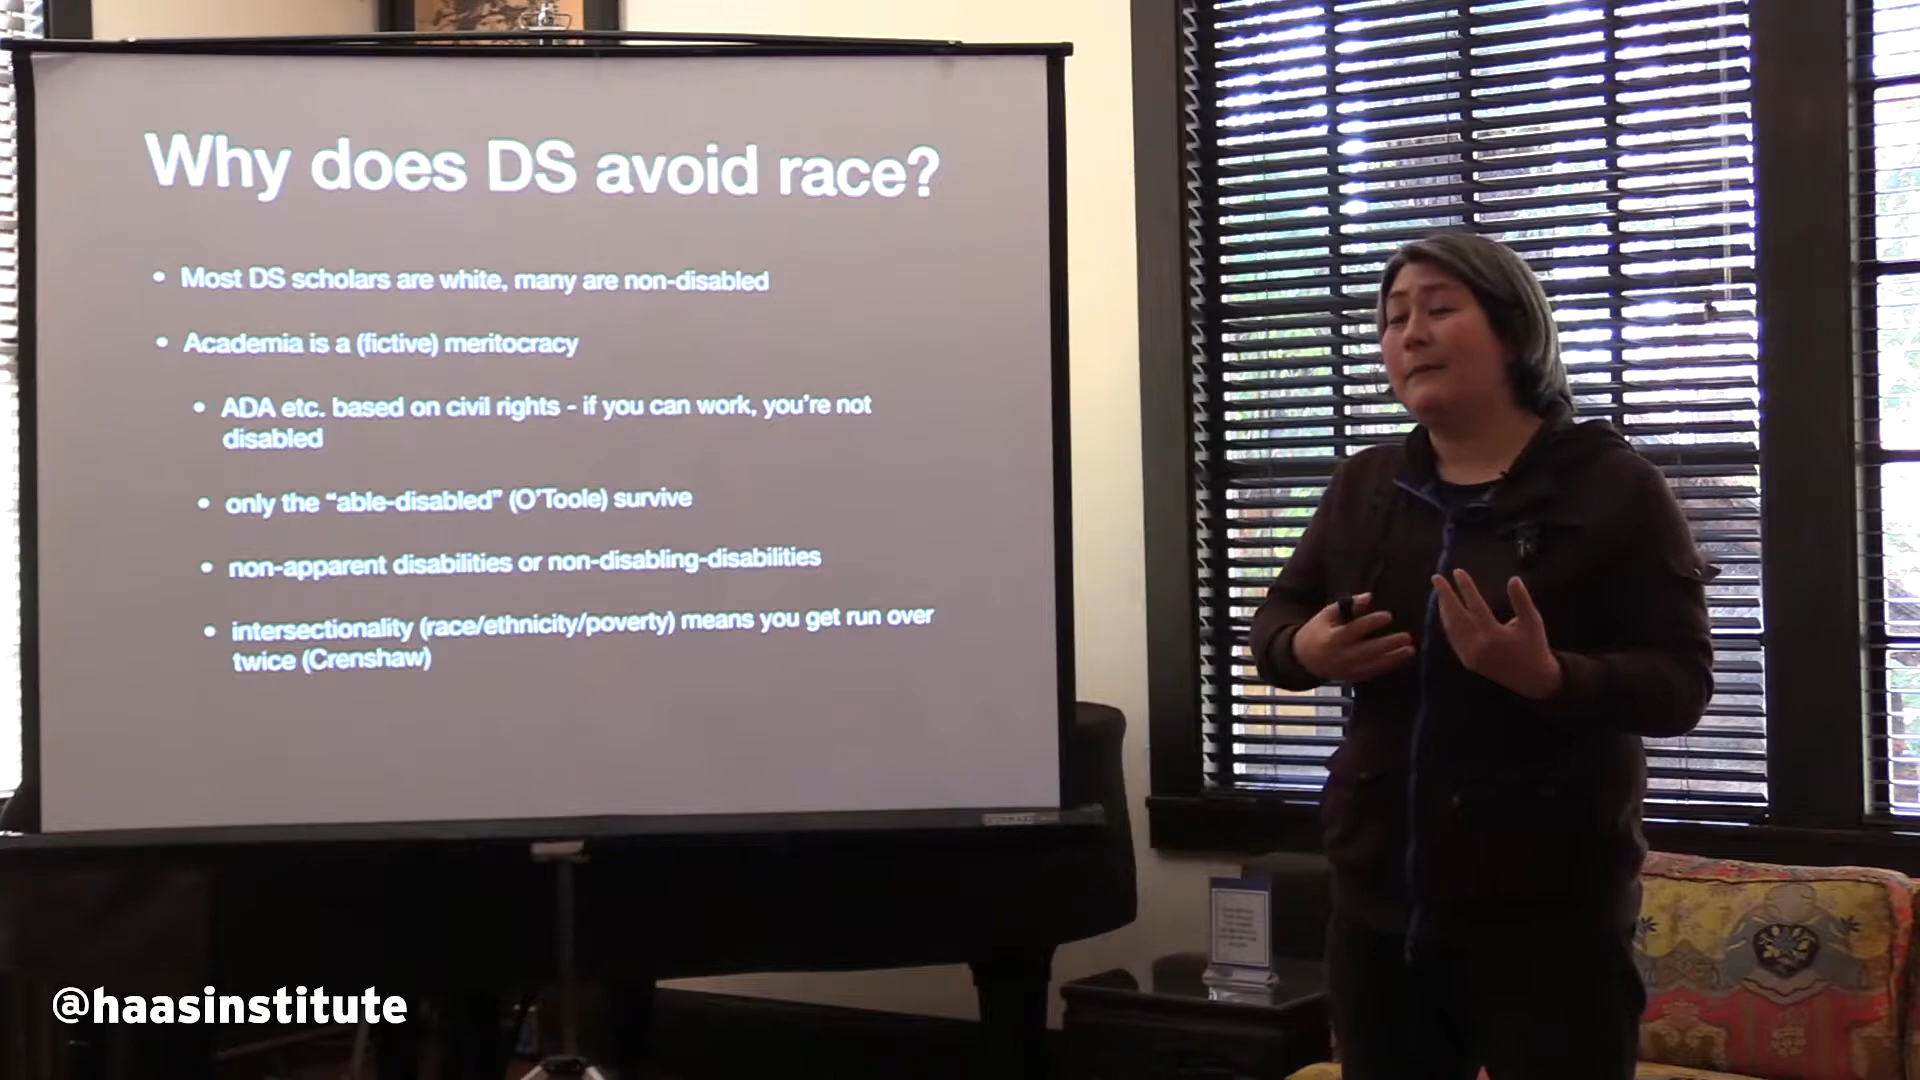 Why does DS avoid race?
• Most DS scholars are white, many are non-disabled
• Academia is a (fictive) meritocracy
• ADA etc. based on civil rights - if you can work, you're not
disabled
• only the “able-disabled” (O'Toole) survive
• non-apparent disabilities or non-disabling-disabilities
• intersectionality (race/ethnicity/poverty) means you get run over
twice (Crenshaw)
@haasinstitute